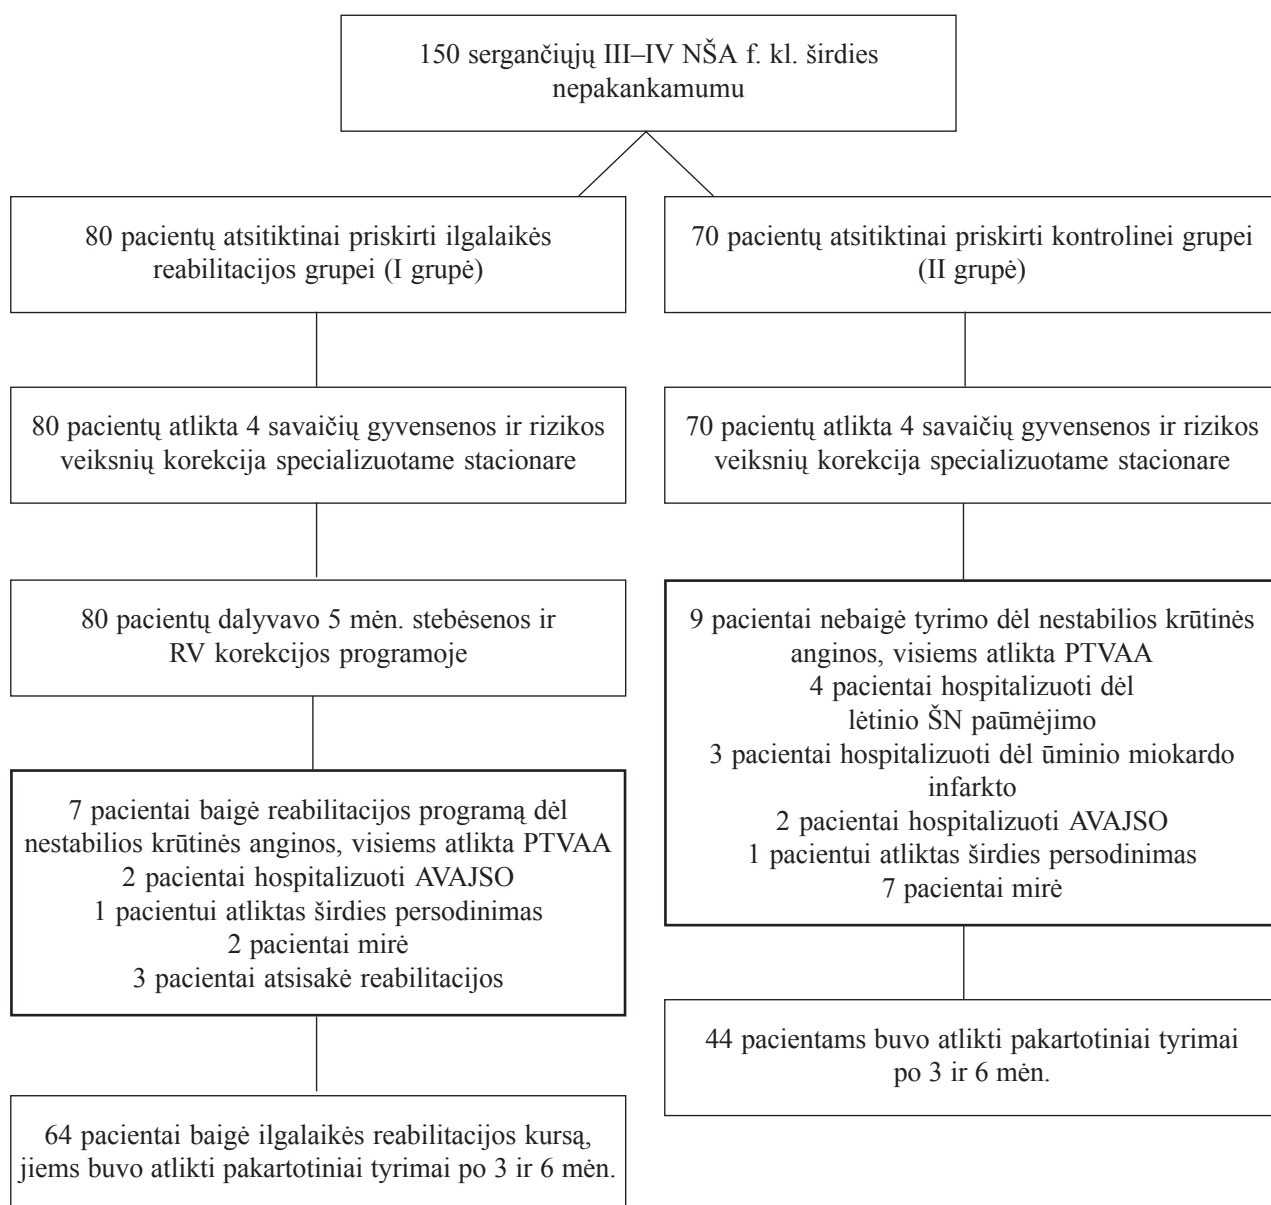 150 sergančiųjų III–IV NŠA f. kl. širdies
nepakankamumu
80 pacientų atsitiktinai priskirti ilgalaikės
reabilitacijos grupei (I grupė)
70 pacientų atsitiktinai priskirti kontrolinei grupei
(II grupė)
80 pacientų atlikta 4 savaičių gyvensenos ir rizikos
veiksnių korekcija specializuotame stacionare
70 pacientų atlikta 4 savaičių gyvensenos ir rizikos
veiksnių korekcija specializuotame stacionare
80 pacientų dalyvavo 5 mėn. stebėsenos ir
RV korekcijos programoje
9 pacientai nebaigė tyrimo dėl nestabilios krūtinės
anginos, visiems atlikta PTVAA
4 pacientai hospitalizuoti dėl
lėtinio ŠN paūmėjimo
3 pacientai hospitalizuoti dėl ūminio miokardo
infarkto
2 pacientai hospitalizuoti AVAJSO
1 pacientui atliktas širdies persodinimas
7 pacientai mirė
7 pacientai baigė reabilitacijos programą dėl
nestabilios krūtinės anginos, visiems atlikta PTVAA
2 pacientai hospitalizuoti AVAJSO
1 pacientui atliktas širdies persodinimas
2 pacientai mirė
3 pacientai atsisakė reabilitacijos
44 pacientams buvo atlikti pakartotiniai tyrimai
po 3 ir 6 mėn.
64 pacientai baigė ilgalaikės reabilitacijos kursą,
jiems buvo atlikti pakartotiniai tyrimai po 3 ir 6 mėn.